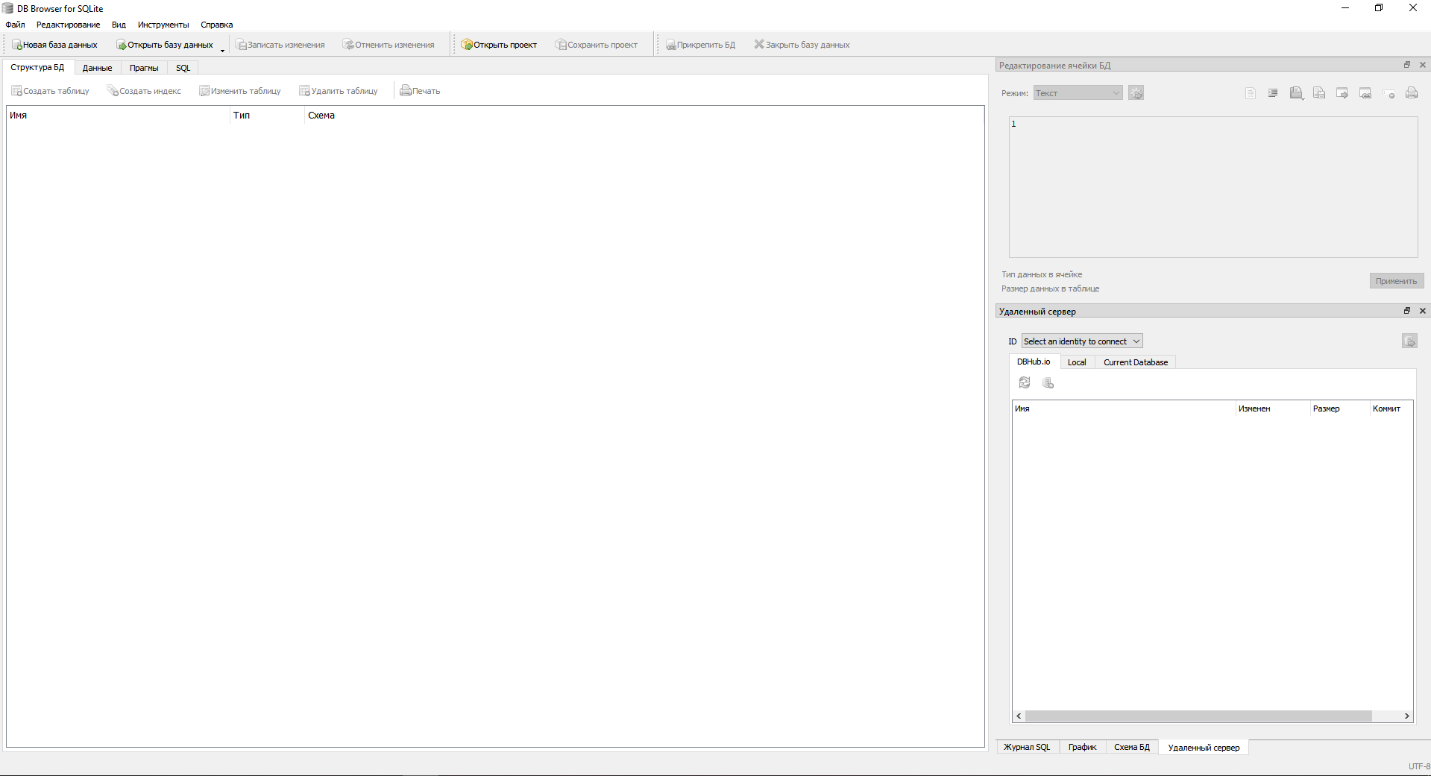 DB Browser for SQLite
Файл Редактирование Вид Инструменты Справка
Новая база данных Открыть базу данных Записать изменения Отменить изменения Открыть проект Сохранить проект Прикрепить БД Закрыть базу данных
Структура БД Данные Прагмы SQL
Создать таблицу Создать индекс Изменить таблицу Удалить таблицу Печать
Имя Тип Схема
Редактирование ячейки БД
Режим: Текст
1
Тип данных в ячейке
Размер данных в таблице
Применить
Удаленный сервер
ID Select an identity to connect
DBHub.io Local Current Database
Имя Изменен Размер Коммит
Журнал SQL График Схема БД Удаленный сервер
UTF-8